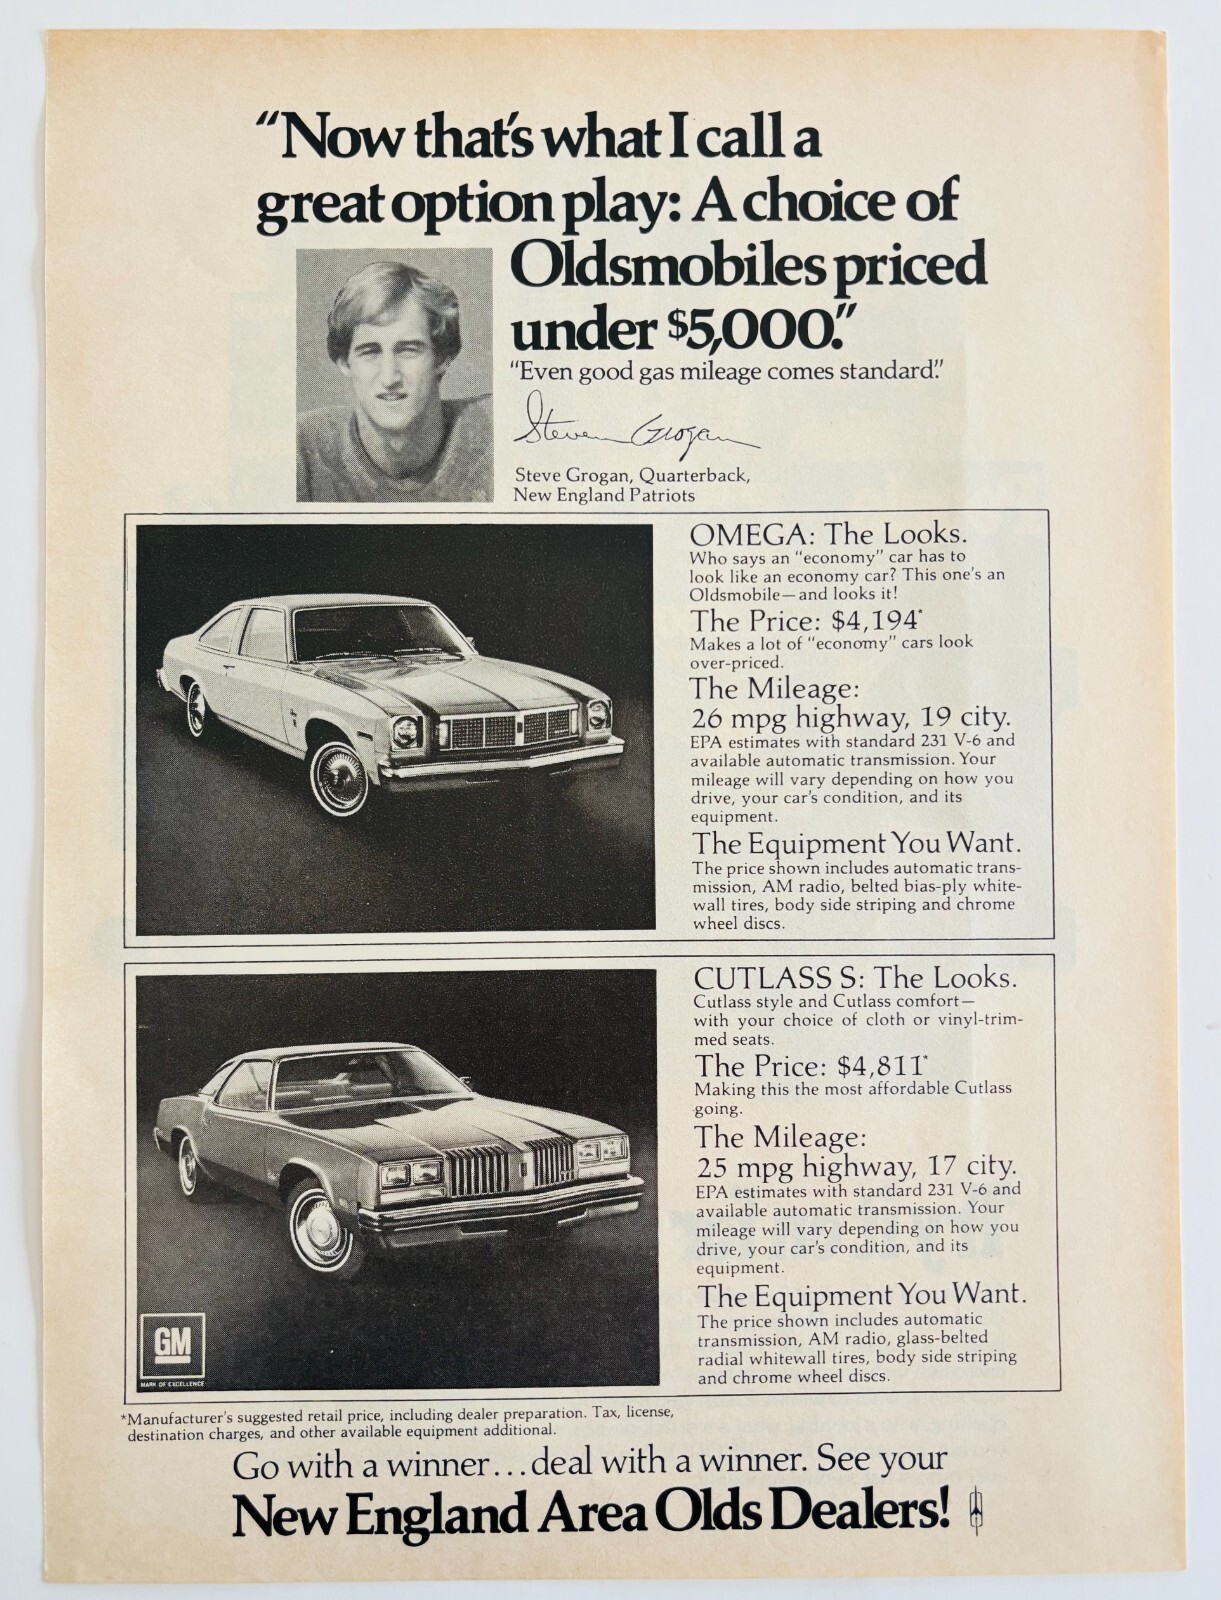 "Now that's what I call a
great option play: A choice of
Oldsmobiles priced
under $5,000."
"Even good gas mileage comes standard."
Steven Grogan
Steve Grogan, Quarterback,
New England Patriots
OMEGA: The Looks.
Who says an "economy" car has to
look like an economy car? This one's an
Oldsmobile—and looks it!
The Price: $4,194*
Makes a lot of "economy" cars look
over-priced.
The Mileage:
26 mpg highway, 19 city.
EPA estimates with standard 231 V-6 and
available automatic transmission. Your
mileage will vary depending on how you
drive, your car's condition, and its
equipment.
The Equipment You Want.
The price shown includes automatic trans-
mission, AM radio, belted bias-ply white-
wall tires, body side striping and chrome
wheel discs.
CUTLASS S: The Looks.
Cutlass style and Cutlass comfort—
with your choice of cloth or vinyl-trim-
med seats.
The Price: $4,811*
Making this the most affordable Cutlass
going.
The Mileage:
25 mpg highway, 17 city.
EPA estimates with standard 231 V-6 and
available automatic transmission. Your
mileage will vary depending on how you
drive, your car's condition, and its
equipment.
The Equipment You Want.
The price shown includes automatic
transmission, AM radio, glass-belted
radial whitewall tires, body side striping
and chrome wheel discs.
GM
MARK OF EXCELLENCE
*Manufacturer's suggested retail price, including dealer preparation. Tax, license,
destination charges, and other available equipment additional.
Go with a winner...deal with a winner. See your
New England Area Olds Dealers!